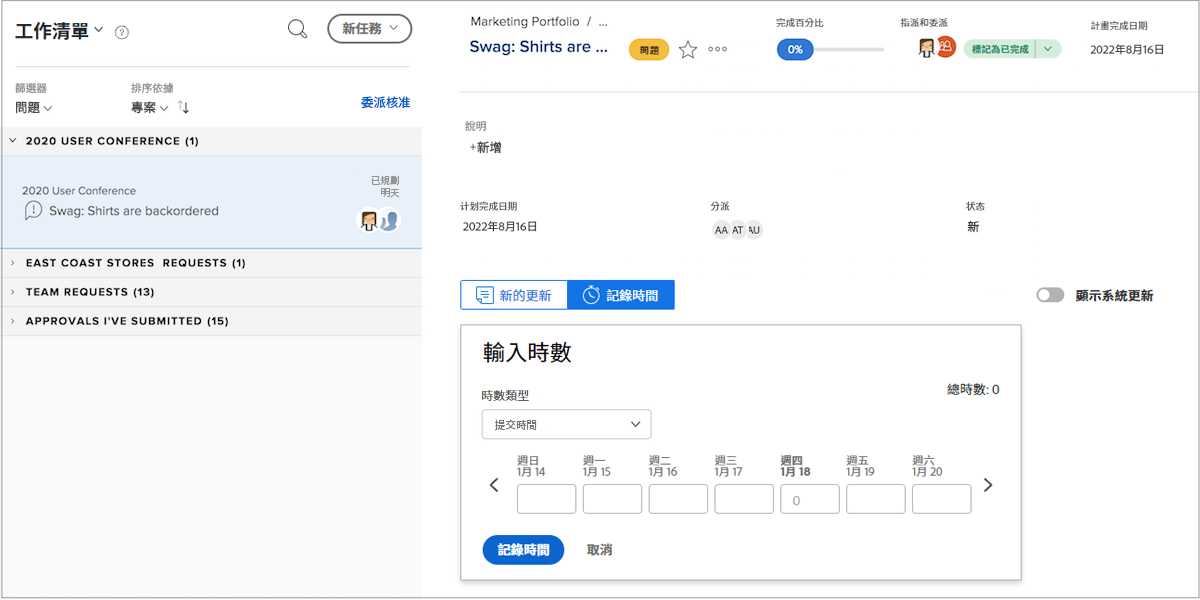 工作清單
新任務
篩選器
問題
排序依據
專案
委派核准
2020 USER CONFERENCE (1)
2020 User Conference
Swag: Shirts are backordered
已規劃
明天
EAST COAST STORES REQUESTS (1)
TEAM REQUESTS (13)
APPROVALS I'VE SUBMITTED (15)
Marketing Portfolio / ...
Swag: Shirts are ...
問題
完成百分比
0%
指派和委派
標記為已完成
計畫完成日期
2022年8月16日
說明
+新增
计划完成日期
2022年8月16日
分派
AA AT AU
状态
新
新的更新
記錄時間
顯示系統更新
輸入時數
總時數: 0
時數類型
提交時間
週日 週一 週二 週三 週四 週五 週六
1月 14 1月 15 1月 16 1月 17 1月 18 1月 19 1月 20
0
記錄時間
取消